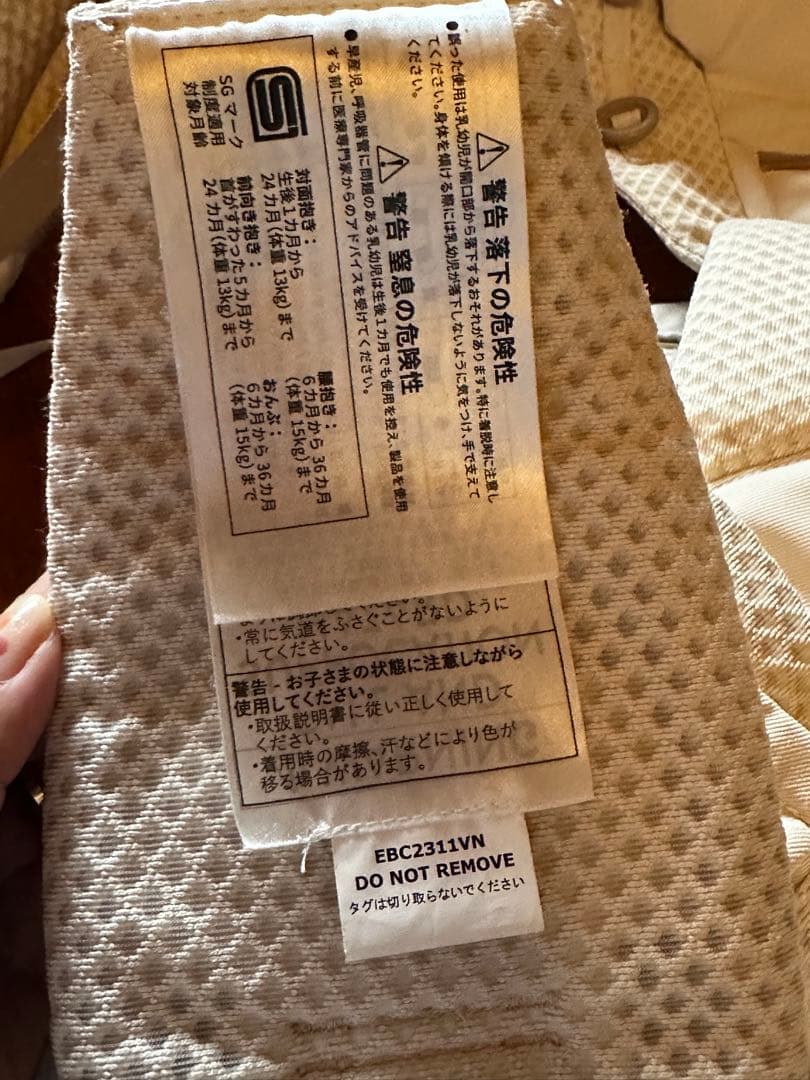 ⚠警告 落下の危険性
●誤った使用は乳幼児が開口部から落下するおそれがあります。特に着脱時に注意し
てください。身体を傾ける際には乳幼児が落下しないように気をつけ、手で支えて
ください。
⚠警告 窒息の危険性
●早産児、呼吸器管に問題のある乳幼児は生後1カ月でも使用を控え、製品を使用
する前に医療専門家からのアドバイスを受けてください。
SG マーク
制度適用
対象月齢
対面抱き：
生後1カ月から
24カ月(体重13kg)まで
前向き抱き：
首がすわった5カ月から
24カ月(体重13kg)まで
腰抱き：
6カ月から36カ月
(体重15kg)まで
おんぶ：
6カ月から36カ月
(体重15kg)まで
・常に気道をふさぐことがないように
してください。
警告 - お子さまの状態に注意しながら
使用してください。
・取扱説明書に従い正しく使用して
ください。
・着用時の摩擦、汗などにより色が
移る場合があります。
EBC2311VN
DO NOT REMOVE
タグは切り取らないでください